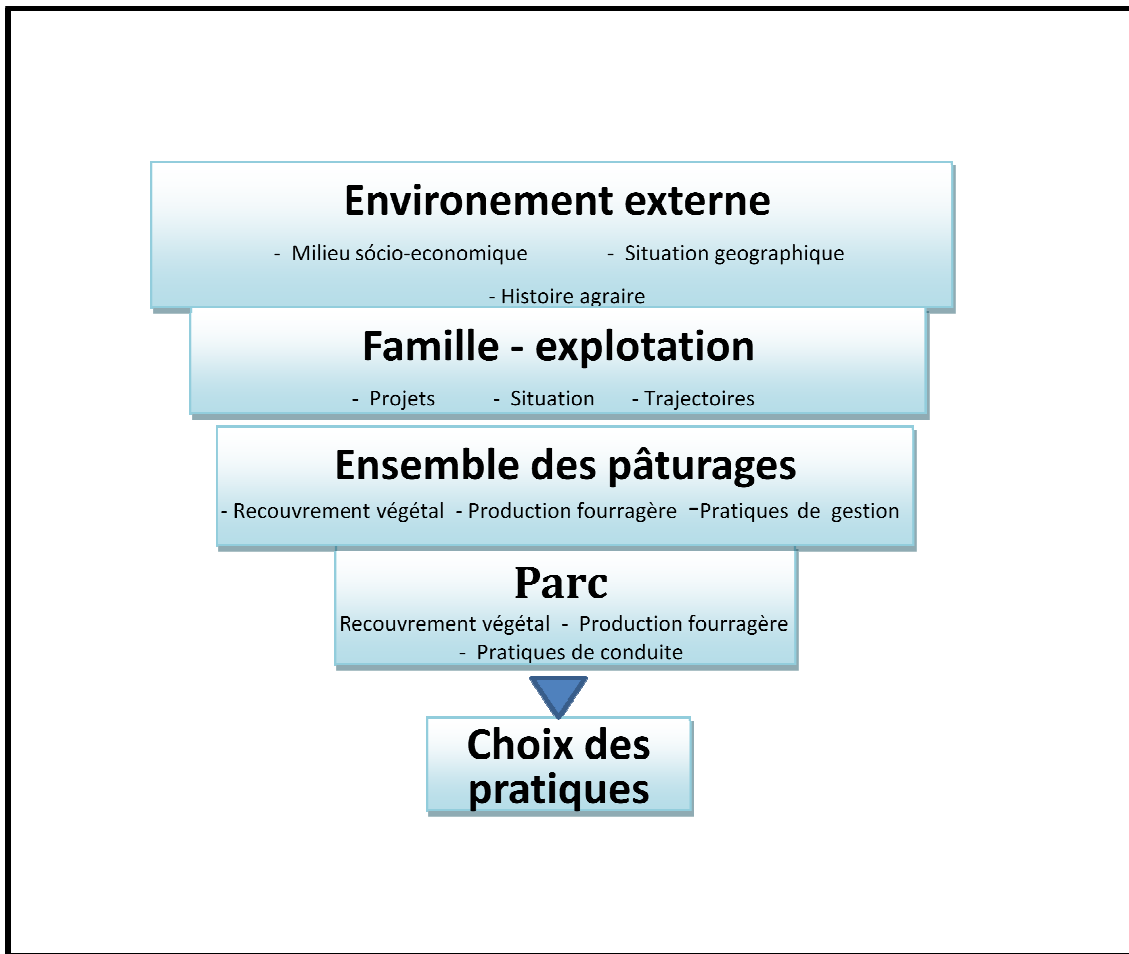 Environement externe
- Milieu sócio-economique - Situation geographique
- Histoire agraire
Famille - explotation
- Projets - Situation - Trajectoires
Ensemble des pâturages
- Recouvrement végétal - Production fourragère -Pratiques de gestion
Parc
Recouvrement végétal - Production fourragère
- Pratiques de conduite
Choix des
pratiques